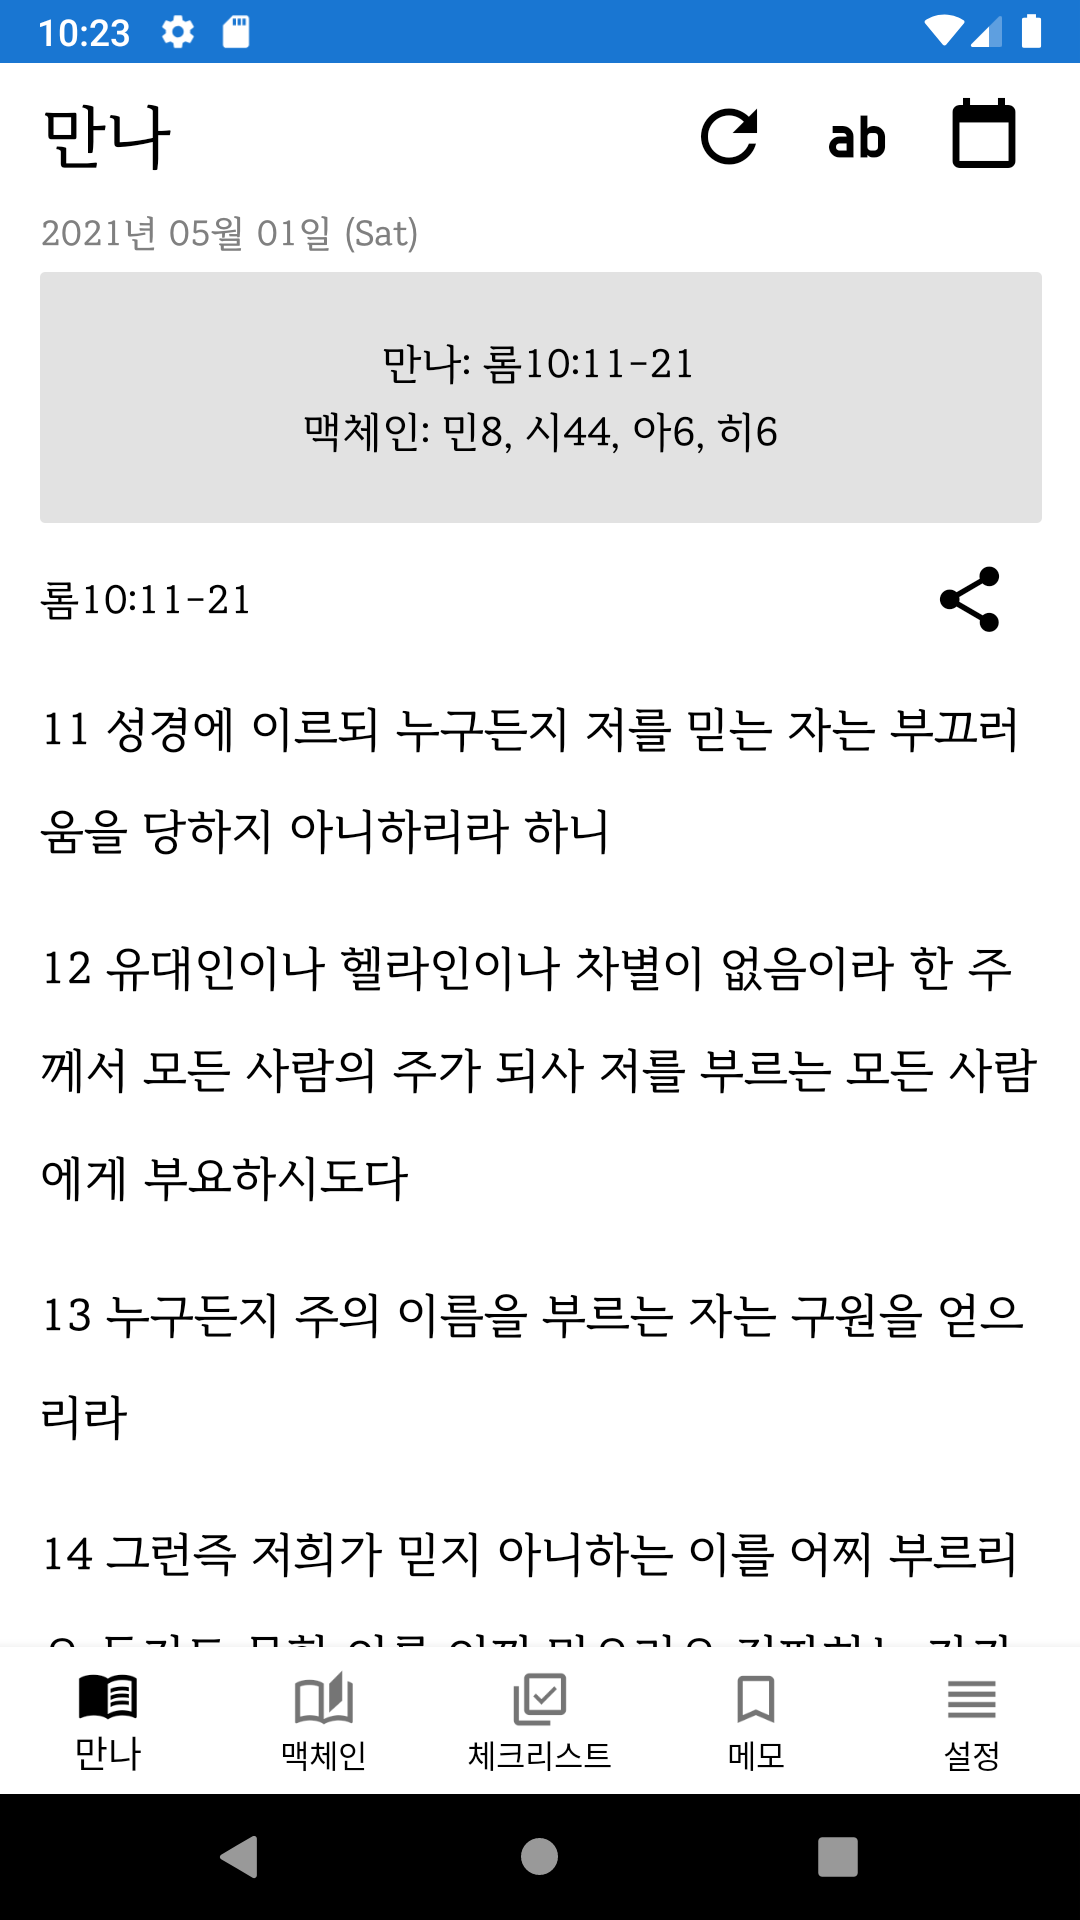 10:23
만나
ab
2021년 05월 01일 (Sat)
만나: 롬10:11-21
맥체인: 민8, 시44, 아6, 히6
롬10:11-21
11 성경에 이르되 누구든지 저를 믿는 자는 부끄러
움을 당하지 아니하리라 하니
12 유대인이나 헬라인이나 차별이 없음이라 한 주
께서 모든 사람의 주가 되사 저를 부르는 모든 사람
에게 부요하시도다
13 누구든지 주의 이름을 부르는 자는 구원을 얻으
리라
14 그런즉 저희가 믿지 아니하는 이를 어찌 부르리
만나
맥체인
체크리스트
메모
설정